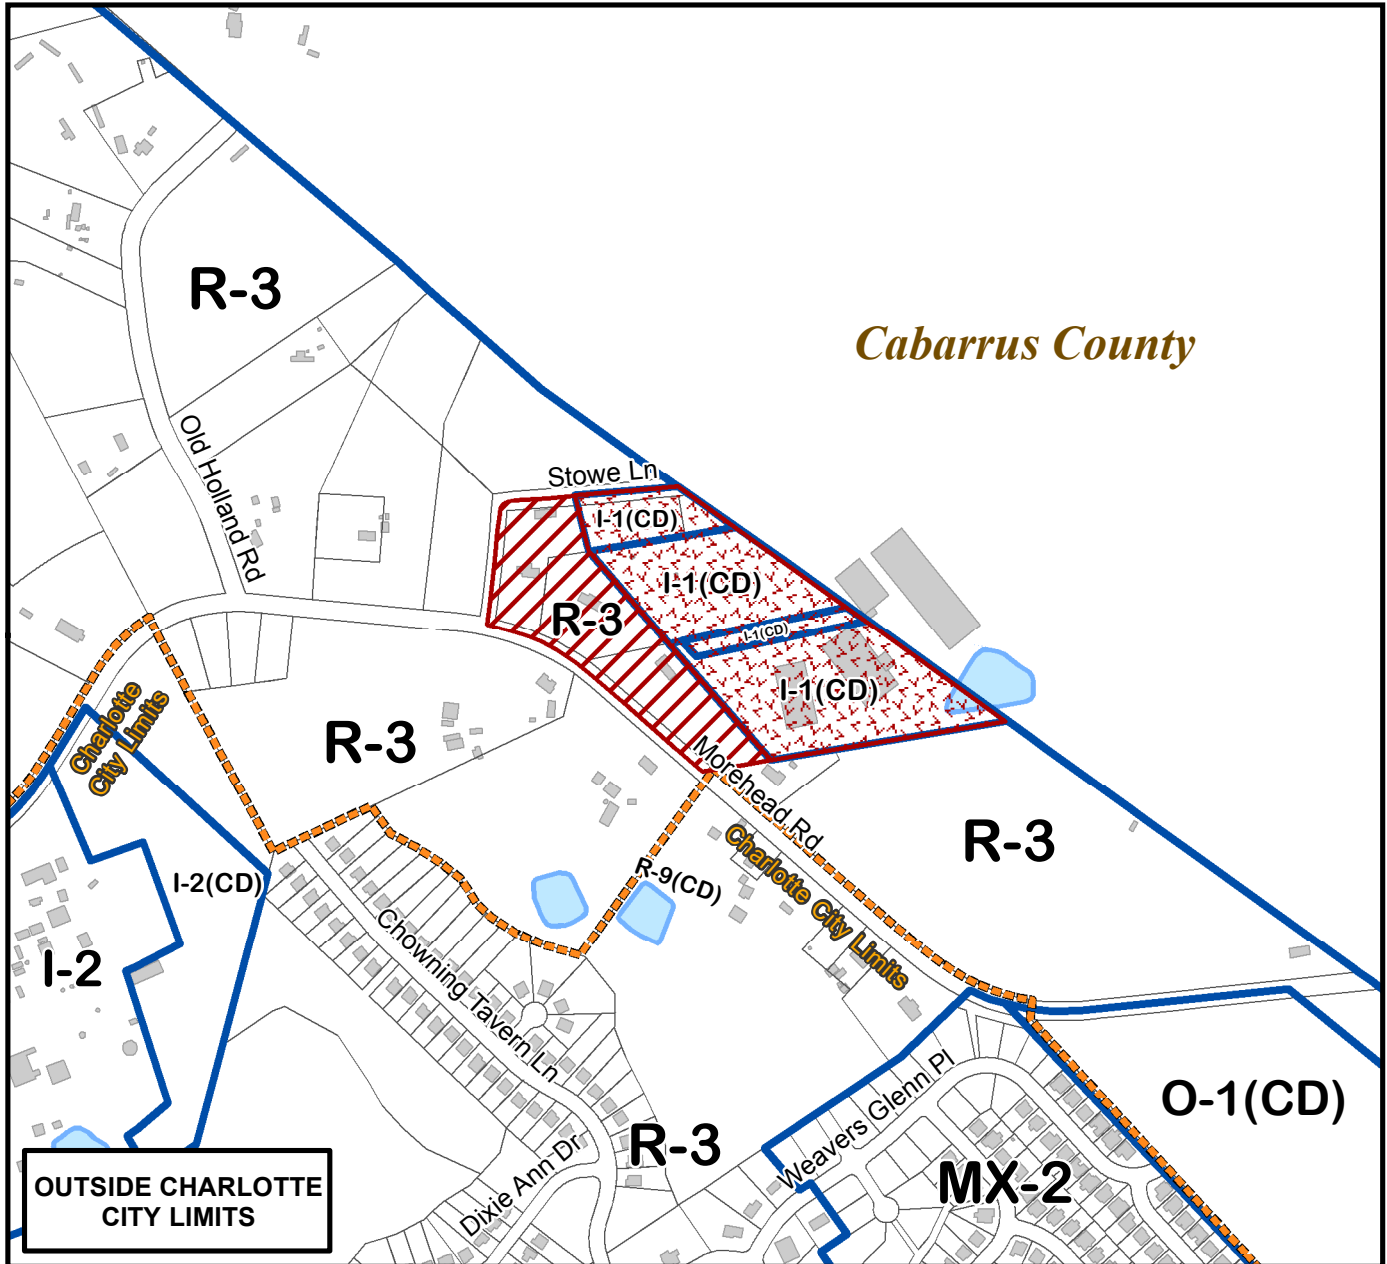 R-3
Cabarrus County
Old Holland Rd
Stowe Ln
I-1(CD)
I-1(CD)
R-3
I-1(CD)
I-1(CD)
Charlotte
City Limits
R-3
Morehead Rd
R-3
Charlotte City Limits
R-9(CD)
I-2(CD)
I-2
Chowning Tavern Ln
Weavers Glenn Pl
O-1(CD)
R-3
Dixie Ann Dr
MX-2
OUTSIDE CHARLOTTE
CITY LIMITS